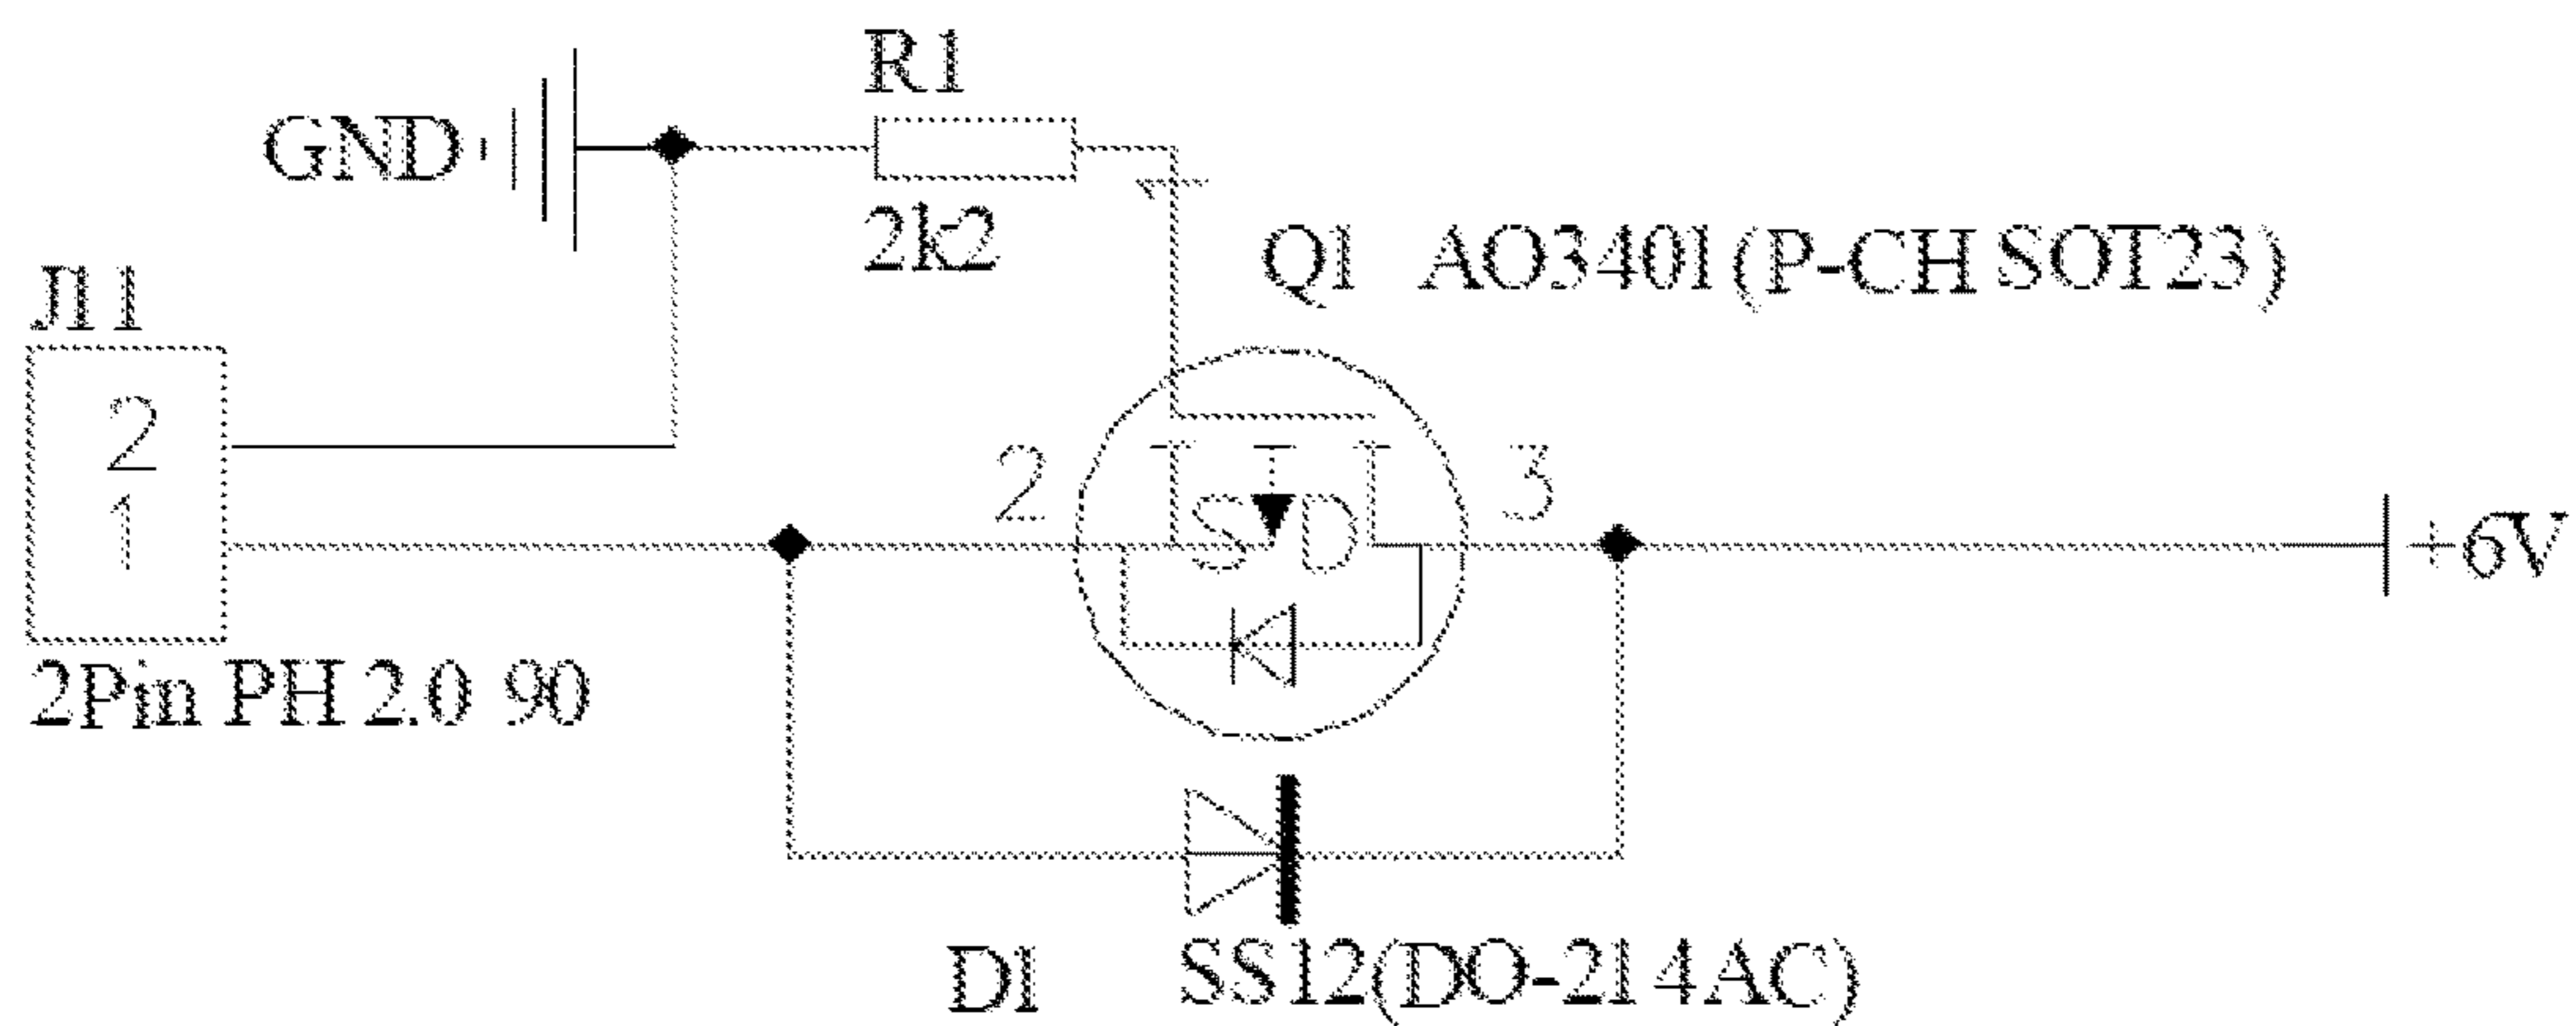 R1
GND
2k2
Q1 AO3401(P-CH SOT23)
J11
2
1
2 3
S D
+6V
1
2Pin PH 2.0 90
D1 SS12(DO-214AC)